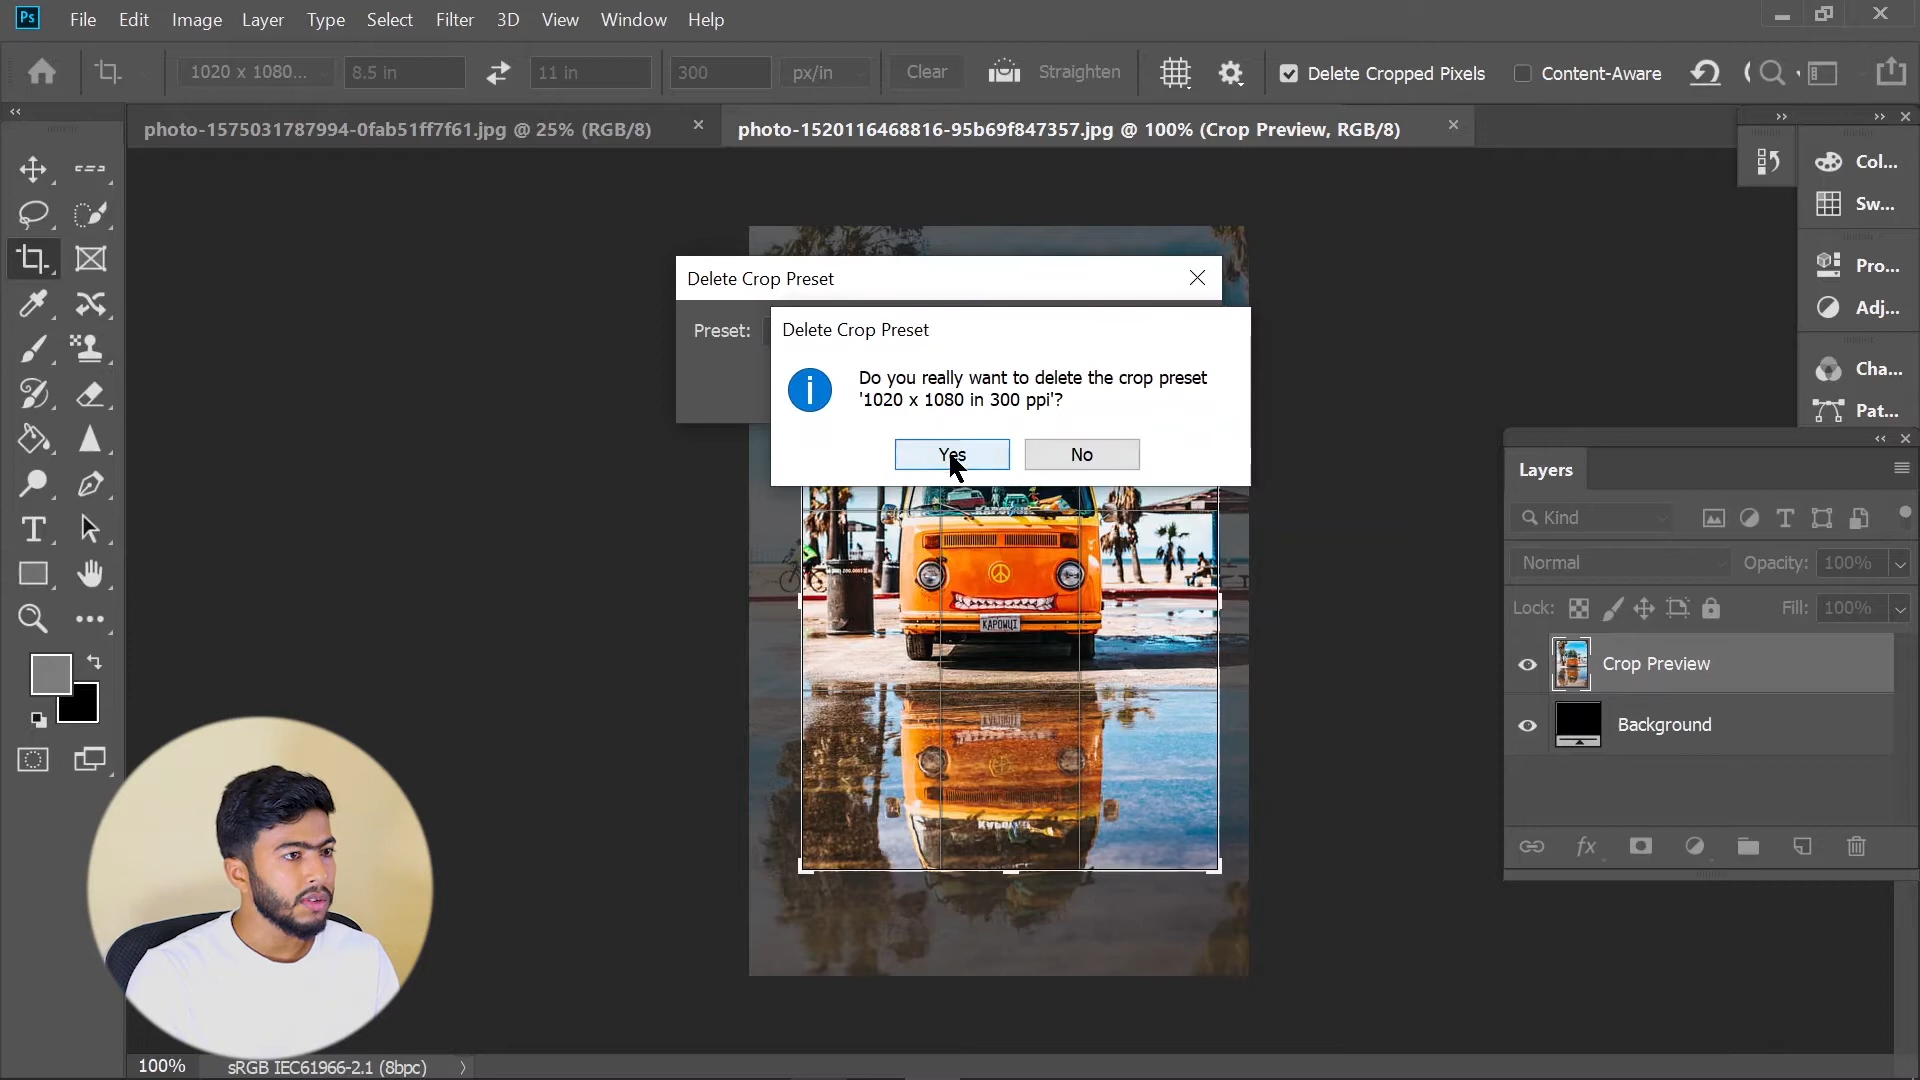 Ps File Edit Image Layer Type Select Filter 3D View Window Help
1020 x 1080... 8.5 in 11 in 300 px/in Clear Straighten Delete Cropped Pixels Content-Aware
photo-1575031787994-0fab51ff7f61.jpg @ 25% (RGB/8) photo-1520116468816-95b69f847357.jpg @ 100% (Crop Preview, RGB/8)
Col...
Sw...
Pro...
Adj...
Cha...
Pat...
Delete Crop Preset
Preset:
Delete Crop Preset
Do you really want to delete the crop preset
'1020 x 1080 in 300 ppi'?
Yes No
KAPOWUI
Layers
Kind
Normal Opacity: 100%
Lock: Fill: 100%
Crop Preview
Background
fx
100% sRGB IEC61966-2.1 (8bpc)